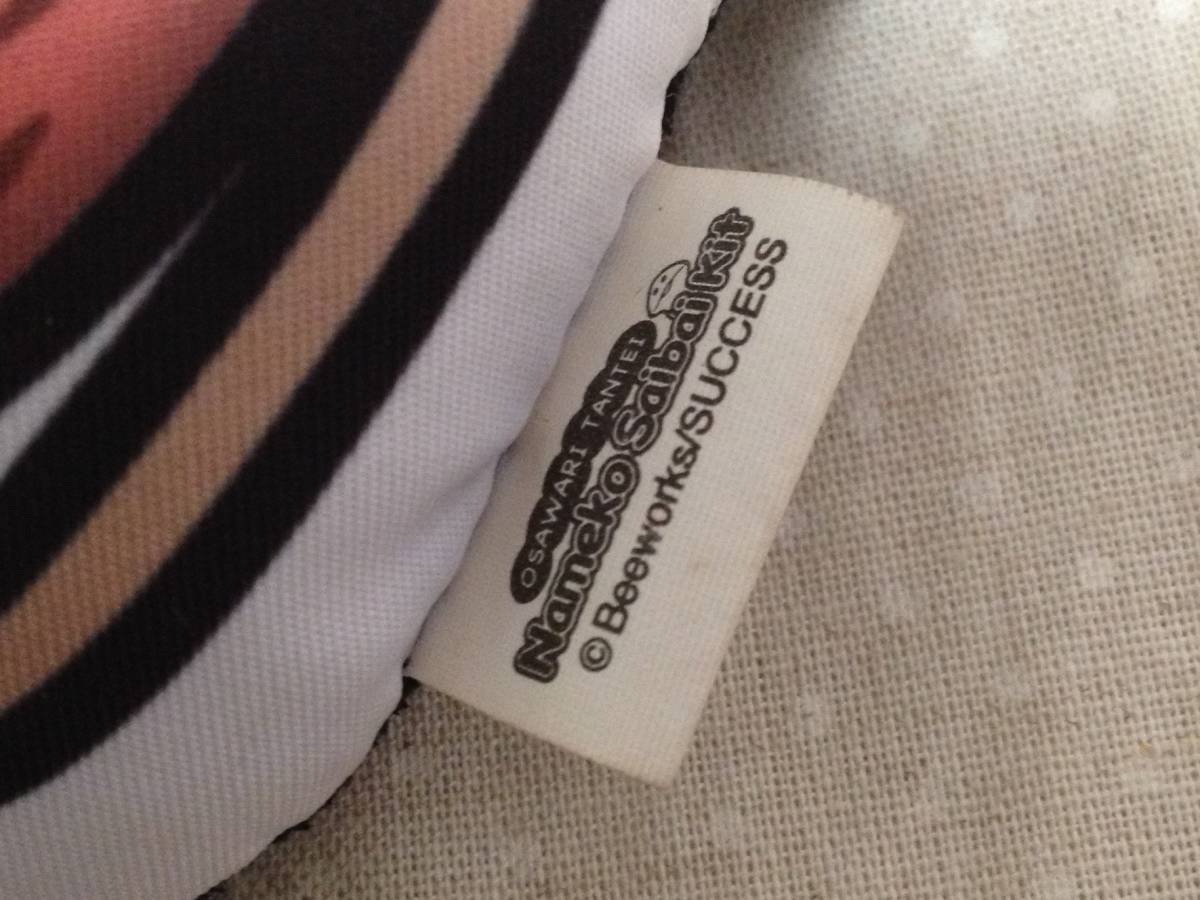 OSAWARI TANTEI
Nameko Saibai Kit
© Beeworks/SUCCESS